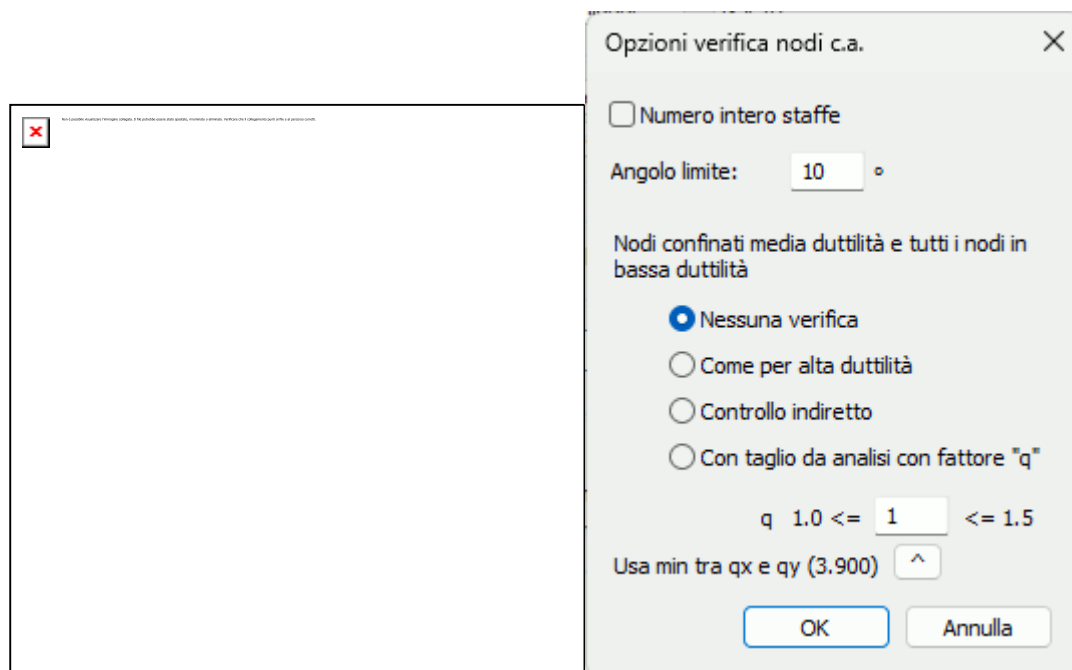 Opzioni verifica nodi c.a.
Numero intero staffe
Angolo limite: 10 °
Nodi confinati media duttilità e tutti i nodi in
bassa duttilità
Nessuna verifica
Come per alta duttilità
Controllo indiretto
Con taglio da analisi con fattore "q"
q 1.0 <= 1 <= 1.5
Usa min tra qx e qy (3.900) ^
OK Annulla